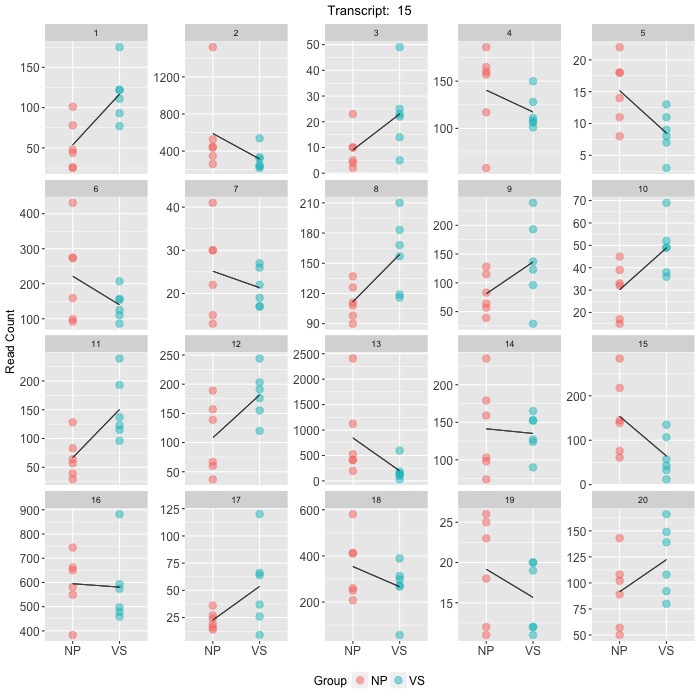 Transcript: 15
1 2 3 4 5
150 100 50
1200 800 400
50 40 30 20 10 0
150 100
20 15 10 5
6 7 8 9 10
400 300 200 100
40 30 20
210 180 150 120 90
200 150 100 50
70 60 50 40 30 20 10
Read Count
11 12 13 14 15
200 150 100 50
250 200 150 100 50
2500 2000 1500 1000 500 0
200 150 100
200 100 0
16 17 18 19 20
900 800 700 600 500 400
125 100 75 50 25
600 400 200
25 20 15
150 125 100 75 50
NP VS NP VS NP VS NP VS NP VS
Group NP VS